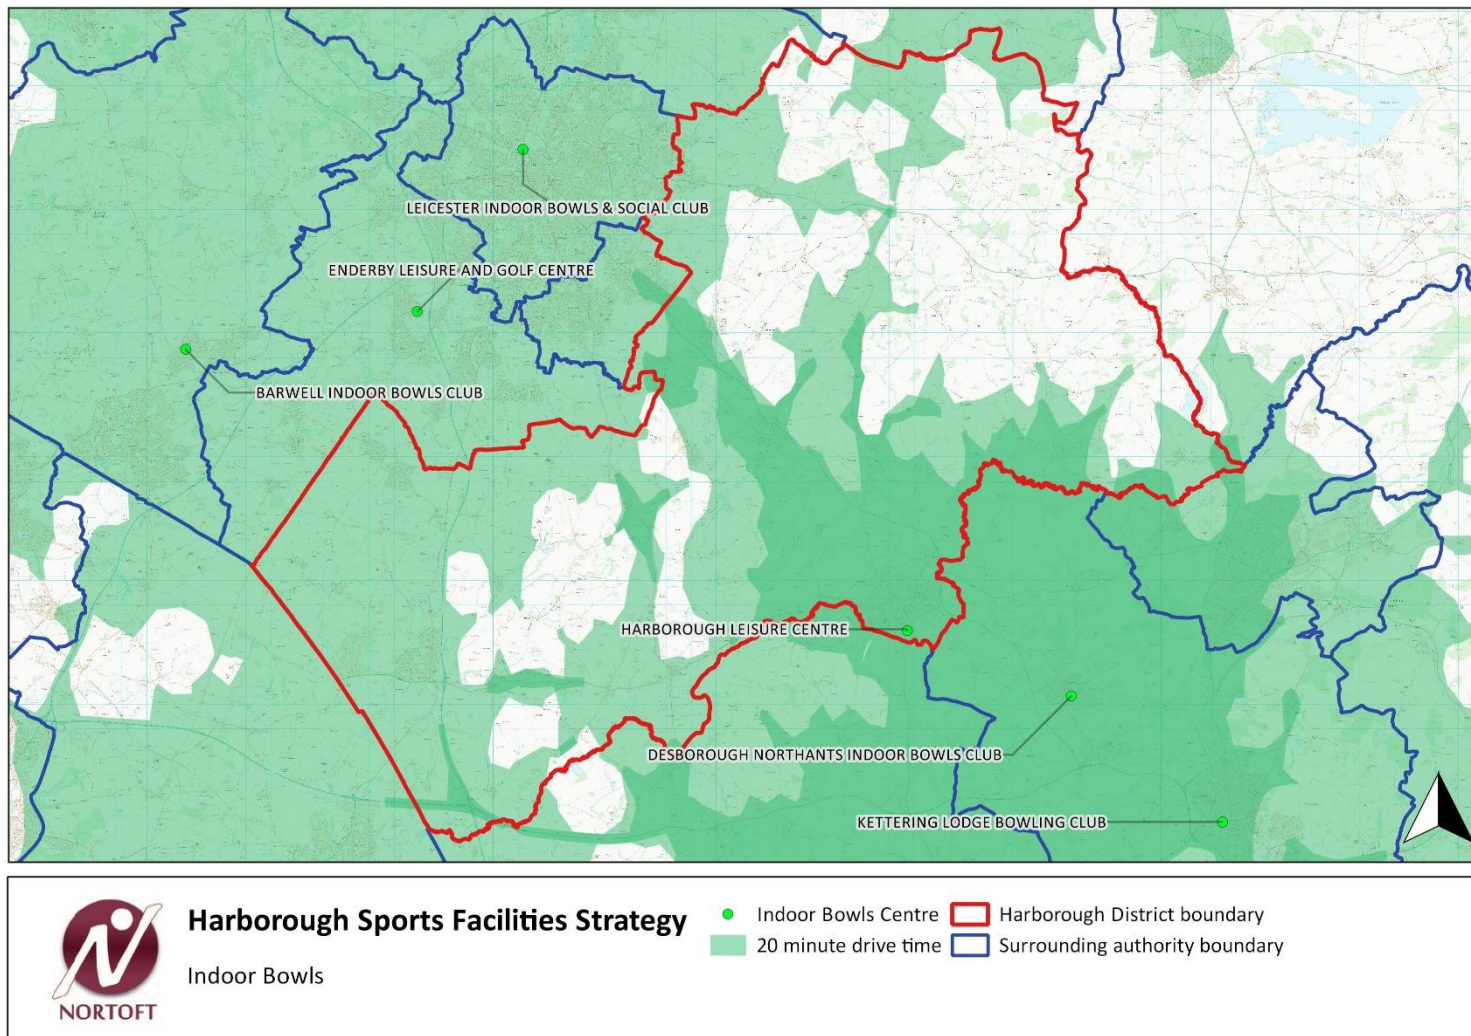 LEICESTER INDOOR BOWLS & SOCIAL CLUB
ENDERBY LEISURE AND GOLF CENTRE
BARWELL INDOOR BOWLS CLUB
HARBOROUGH LEISURE CENTRE
DESBOROUGH NORTHANTS INDOOR BOWLS CLUB
KETTERING LODGE BOWLING CLUB
N
NORTOFT
Harborough Sports Facilities Strategy
Indoor Bowls
Indoor Bowls Centre
Harborough District boundary
20 minute drive time
Surrounding authority boundary